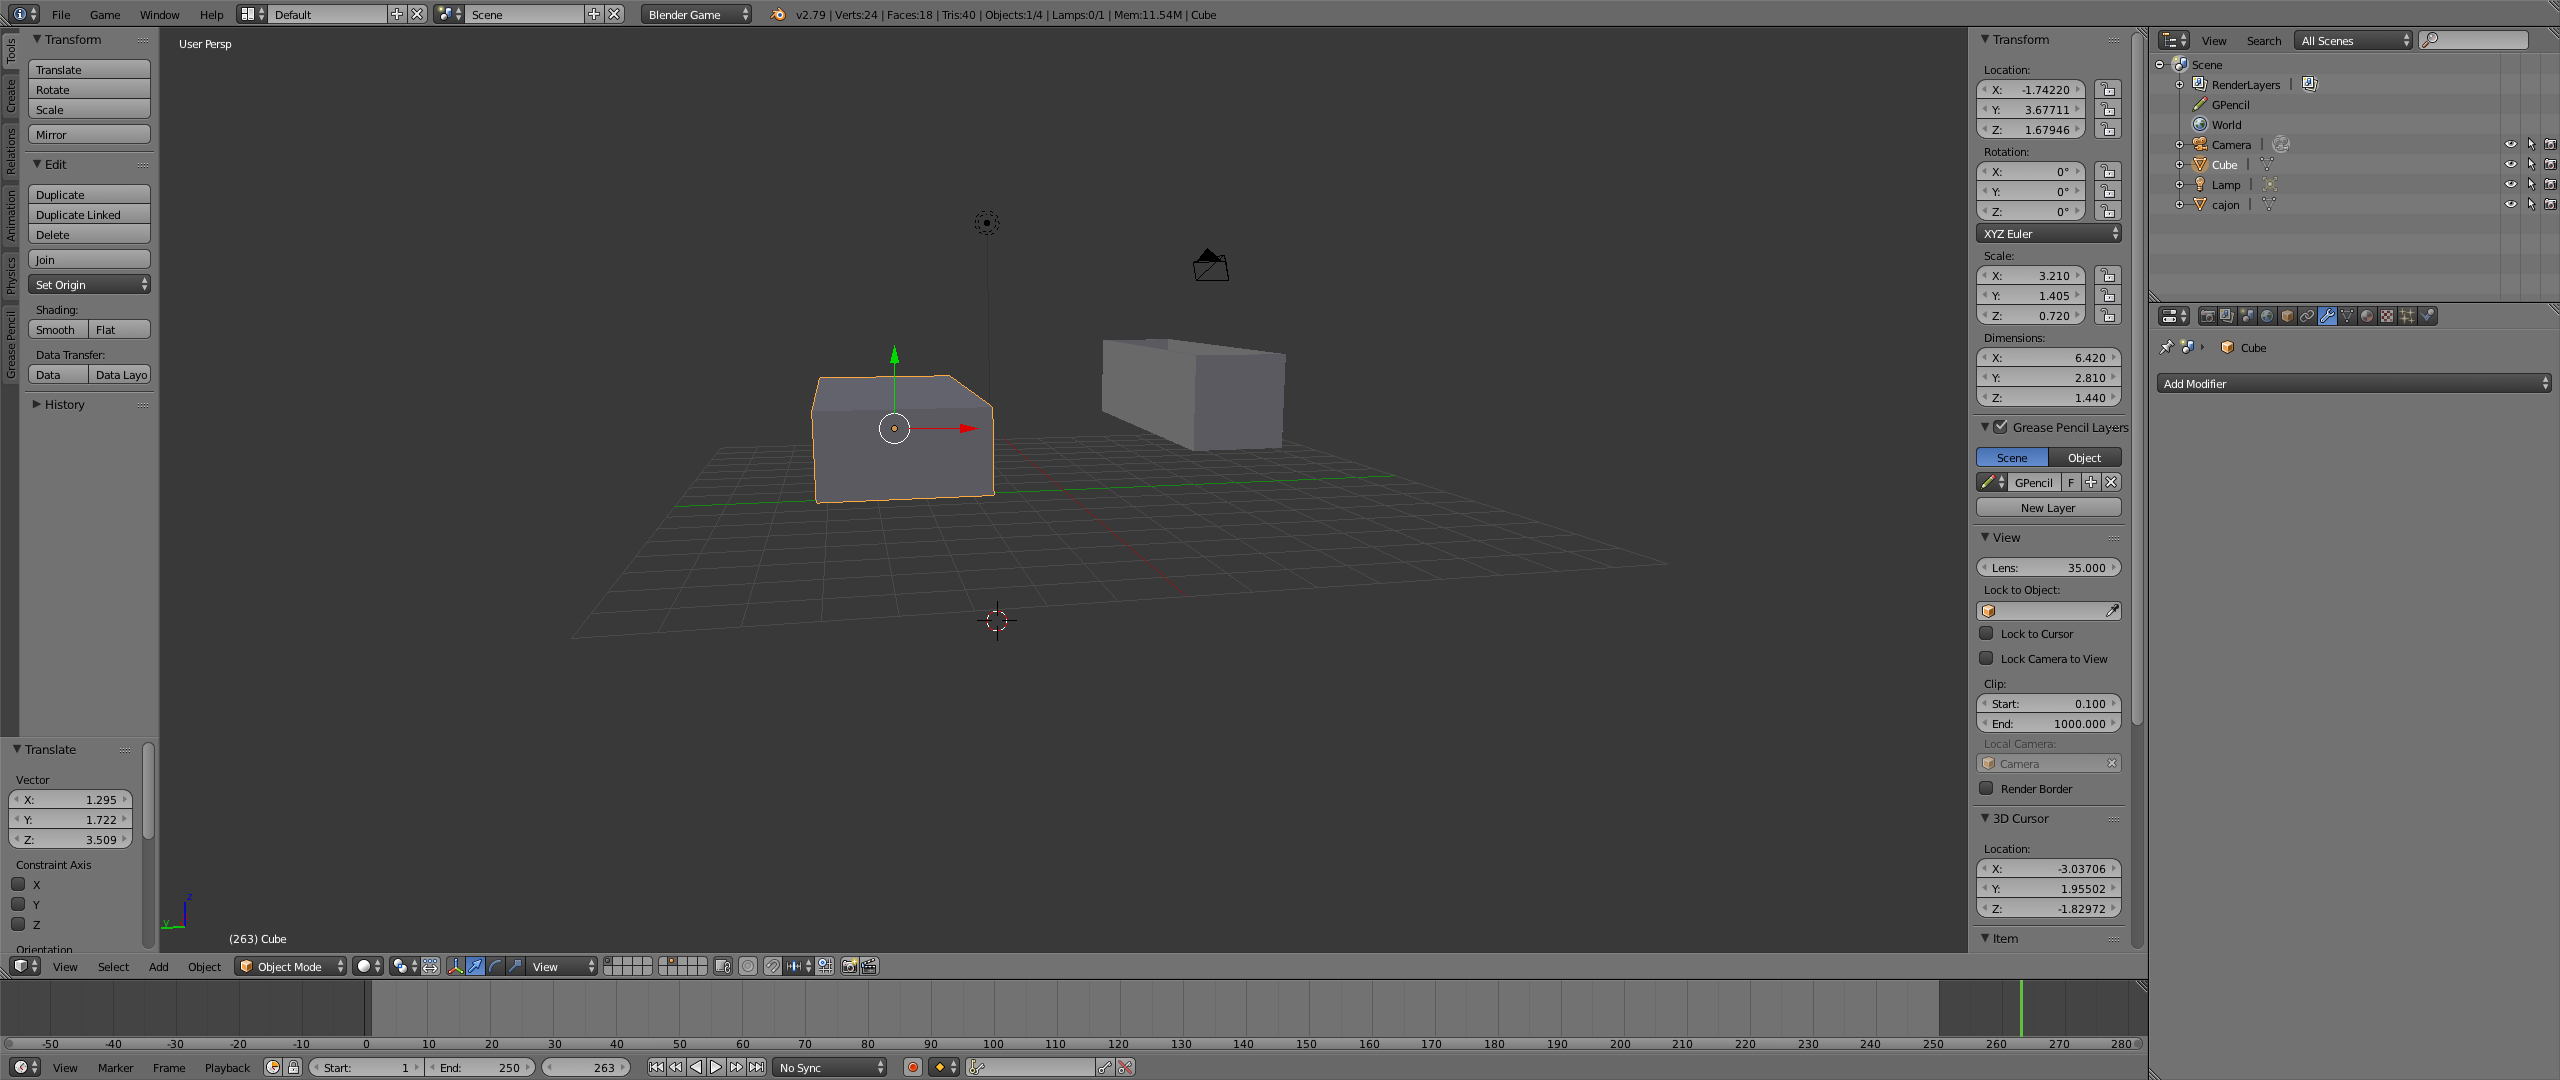 File Game Window Help Default Scene Blender Game v2.79 | Verts:24 | Faces:18 | Tris:40 | Objects:1/4 | Lamps:0/1 | Mem:11.54M | Cube
Tools
Create
Relations
Animation
Physics
Grease Pencil
Transform
Translate
Rotate
Scale
Mirror
Edit
Duplicate
Duplicate Linked
Delete
Join
Set Origin
Shading:
Smooth Flat
Data Transfer:
Data Data Layo
History
Translate
Vector
X: 1.295
Y: 1.722
Z: 3.509
Constraint Axis
X
Y
Z
Orientation
User Persp
z
y
(263) Cube
Transform
Location:
X: -1.74220
Y: 3.67711
Z: 1.67946
Rotation:
X: 0°
Y: 0°
Z: 0°
XYZ Euler
Scale:
X: 3.210
Y: 1.405
Z: 0.720
Dimensions:
X: 6.420
Y: 2.810
Z: 1.440
Grease Pencil Layers
Scene Object
GPencil F
New Layer
View
Lens: 35.000
Lock to Object:
Lock to Cursor
Lock Camera to View
Clip:
Start: 0.100
End: 1000.000
Local Camera:
Camera
Render Border
3D Cursor
Location:
X: -3.03706
Y: 1.95502
Z: -1.82972
Item
View Search All Scenes
Scene
RenderLayers |
GPencil
World
Camera |
Cube |
Lamp |
cajon |
Cube
Add Modifier
View Select Add Object Object Mode View
-50 -40 -30 -20 -10 0 10 20 30 40 50 60 70 80 90 100 110 120 130 140 150 160 170 180 190 200 210 220 230 240 250 260 270 280
View Marker Frame Playback Start: 1 End: 250 263 No Sync